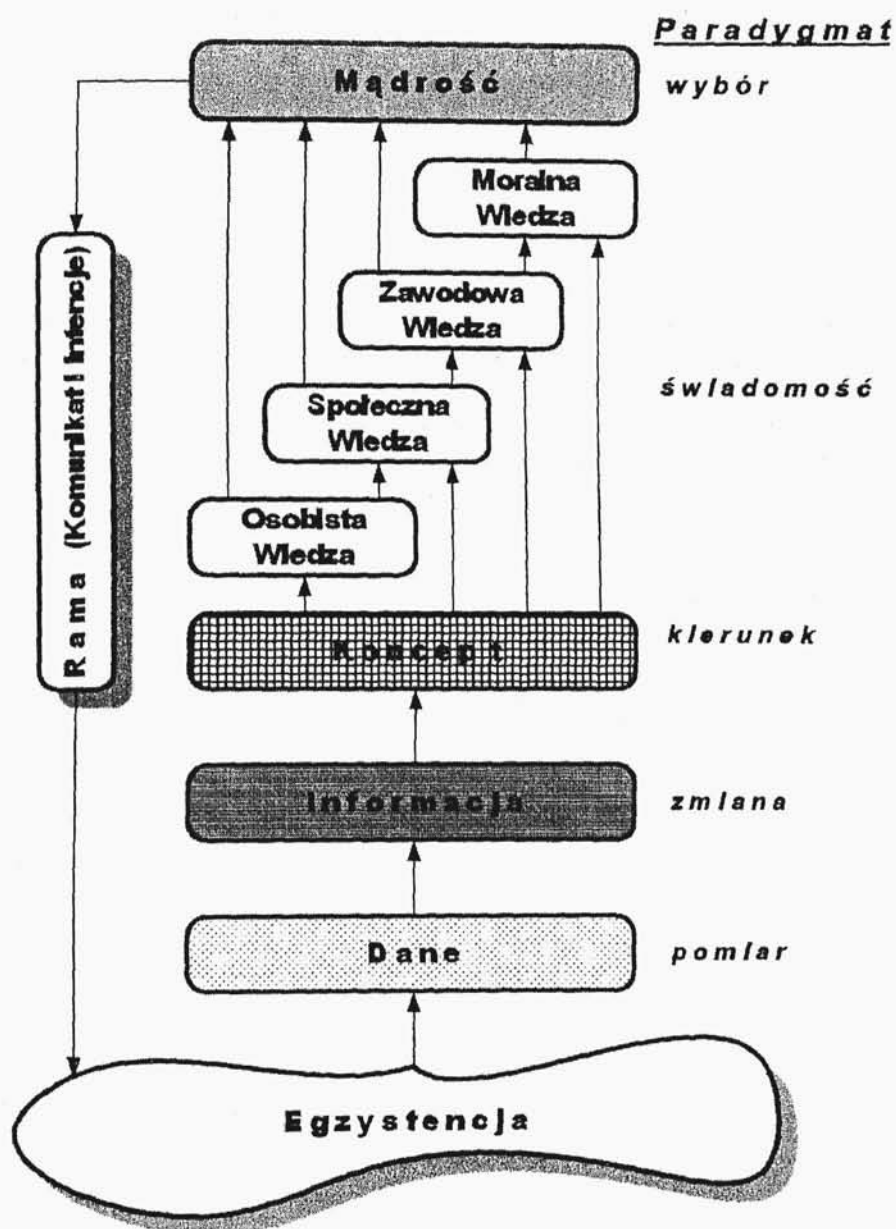 Paradygmat
Mądrość
wybór
Moralna
Wiedza
Zawodowa
Wiedza
świadomość
Społeczna
Wiedza
Osobista
Wiedza
Rama (Komunikat i Intencje)
Koncept
kierunek
Informacja
zmiana
Dane
pomiar
Egzystencja